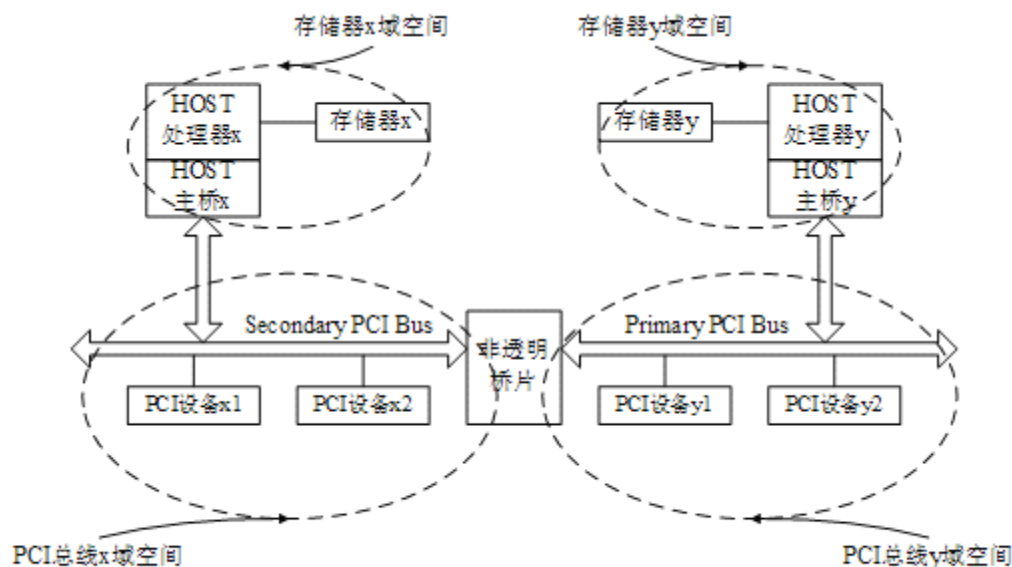 存储器x域空间
存储器y域空间
HOST
处理器x
存储器x
HOST
主桥x
存储器y
HOST
处理器y
HOST
主桥y
Secondary PCI Bus
非透明
桥片
Primary PCI Bus
PCI设备x1
PCI设备x2
PCI设备y1
PCI设备y2
PCI总线x域空间
PCI总线y域空间